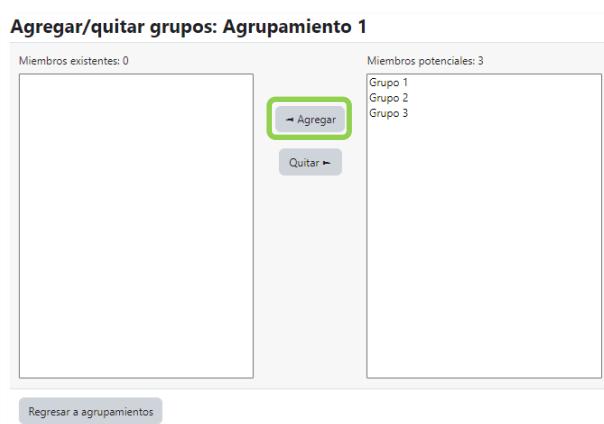 Agregar/quitar grupos: Agrupamiento 1
Miembros existentes: 0
Miembros potenciales: 3
Grupo 1
Grupo 2
Grupo 3
◄ Agregar
Quitar ►
Regresar a agrupamientos